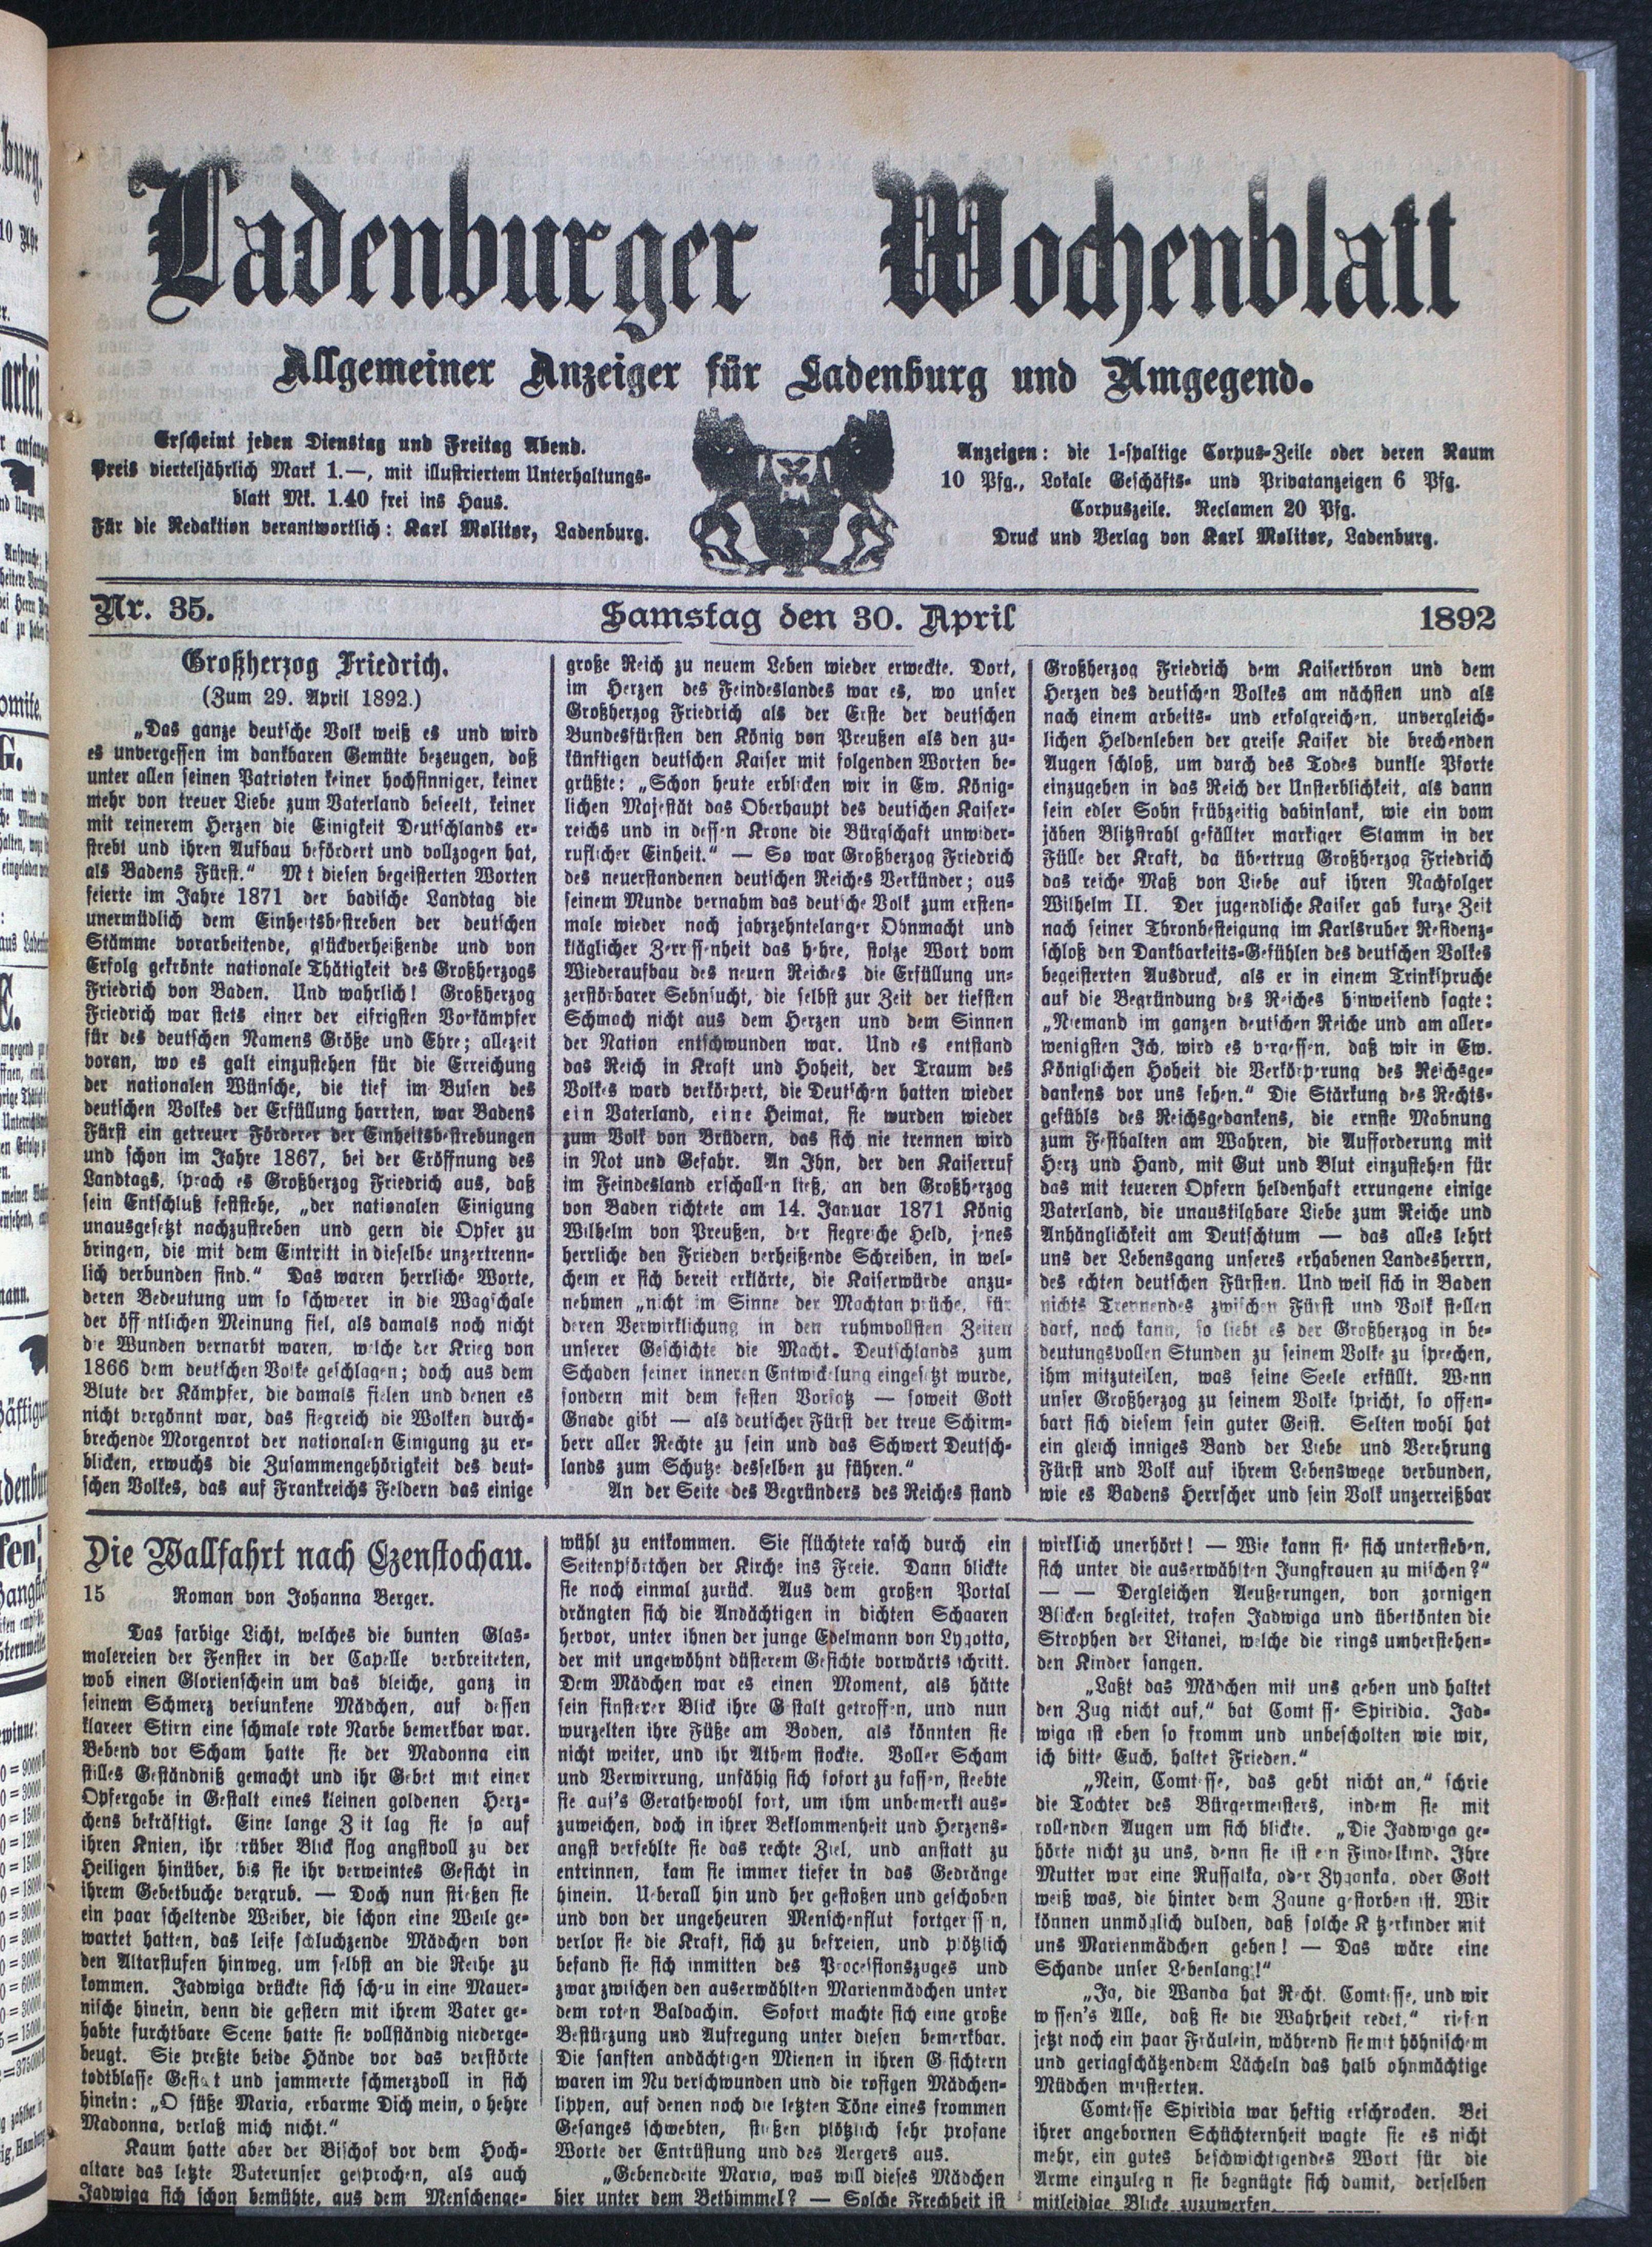 Ladenburger Wochenblatt
Allgemeiner Anzeiger für Ladenburg und Umgegend.
Erscheint jeden Dienstag und Freitag Abend.
Preis vierteljährlich Mark 1.—, mit illustriertem Unterhaltungs-
blatt Mk. 1.40 frei ins Haus.
Für die Redaktion verantwortlich: Karl Molitor, Ladenburg.
Anzeigen: die 1-spaltige Corpus-Zeile oder deren Raum
10 Pfg., Lokale Geschäfts- und Privatanzeigen 6 Pfg.
Corpuszeile. Reclamen 20 Pfg.
Druck und Verlag von Karl Molitor, Ladenburg.
Nr. 35.
Samstag den 30. April
1892
Großherzog Friedrich.
(Zum 29. April 1892.)
„Das ganze deutsche Volk weiß es und wird
es unvergessen im dankbaren Gemüte bezeugen, daß
unter allen seinen Patrioten keiner hochsinniger, keiner
mehr von treuer Liebe zum Vaterland beseelt, keiner
mit reinerem Herzen die Einigkeit Deutschlands er-
strebt und ihren Aufbau befördert und vollzogen hat,
als Badens Fürst.“ M t diesen begeisterten Worten
feierte im Jahre 1871 der badische Landtag die
unermüdlich dem Einheitsbestreben der deutschen
Stämme vorarbeitende, glückverheißende und von
Erfolg gekrönte nationale Thätigkeit des Großherzogs
Friedrich von Baden. Und wahrlich! Großherzog
Friedrich war stets einer der eifrigsten Vorkämpfer
für des deutschen Namens Größe und Ehre; allezeit
voran, wo es galt einzustehen für die Erreichung
der nationalen Wünsche, die tief im Busen des
deutschen Volkes der Erfüllung harrten, war Badens
Fürst ein getreuer Förderer der Einheitsbestrebungen
und schon im Jahre 1867, bei der Eröffnung des
Landtags, sprach es Großherzog Friedrich aus, daß
sein Entschluß feststehe, „der nationalen Einigung
unausgesetzt nachzustreben und gern die Opfer zu
bringen, die mit dem Eintritt in dieselbe unzertrenn-
lich verbunden sind.“ Das waren herrliche Worte,
deren Bedeutung um so schwerer in die Wagschale
der öffentlichen Meinung fiel, als damals noch nicht
die Wunden vernarbt waren, welche der Krieg von
1866 dem deutschen Volke geschlagen; doch aus dem
Blute der Kämpfer, die damals fielen und denen es
nicht vergönnt war, das siegreich die Wolken durch-
brechende Morgenrot der nationalen Einigung zu er-
blicken, erwuchs die Zusammengehörigkeit des deut-
schen Volkes, das auf Frankreichs Feldern das einige
große Reich zu neuem Leben wieder erweckte. Dort,
im Herzen des Feindeslandes war es, wo unser
Großherzog Friedrich als der Erste der deutschen
Bundesfürsten den König von Preußen als den zu-
künftigen deutschen Kaiser mit folgenden Worten be-
grüßte: „Schon heute erblicken wir in Ew. König-
lichen Majestät das Oberhaupt des deutschen Kaiser-
reichs und in dessen Krone die Bürgschaft unwider-
ruflicher Einheit.“ — So war Großherzog Friedrich
des neuerstandenen deutschen Reiches Verkünder; aus
seinem Munde vernahm das deutsche Volk zum ersten-
male wieder nach jahrzehntelanger Ohnmacht und
kläglicher Zerrissenheit das hehre, stolze Wort vom
Wiederaufbau des neuen Reiches die Erfüllung un-
zerstörbarer Sehnsucht, die selbst zur Zeit der tiefsten
Schmach nicht aus dem Herzen und dem Sinnen
der Nation entschwunden war. Und es entstand
das Reich in Kraft und Hoheit, der Traum des
Volkes ward verkörpert, die Deutschen hatten wieder
ein Vaterland, eine Heimat, sie wurden wieder
zum Volk von Brüdern, das sich nie trennen wird
in Not und Gefahr. An Ihn, der den Kaiserruf
im Feindesland erschallen ließ, an den Großherzog
von Baden richtete am 14. Januar 1871 König
Wilhelm von Preußen, der siegreiche Held, jenes
herrliche den Frieden verheißende Schreiben, in wel-
chem er sich bereit erklärte, die Kaiserwürde anzu-
nehmen „nicht im Sinne der Machtansprüche, für
deren Verwirklichung in den ruhmvollsten Zeiten
unserer Geschichte die Macht. Deutschlands zum
Schaden seiner inneren Entwickelung eingesetzt wurde,
sondern mit dem festen Vorsatz — soweit Gott
Gnade gibt — als deutscher Fürst der treue Schirm-
herr aller Rechte zu sein und das Schwert Deutsch-
lands zum Schutze desselben zu führen.“
An der Seite des Begründers des Reiches stand
Großherzog Friedrich dem Kaiserthron und dem
Herzen des deutschen Volkes am nächsten und als
nach einem arbeits- und erfolgreichen, unvergleich-
lichen Heldenleben der greise Kaiser die brechenden
Augen schloß, um durch des Todes dunkle Pforte
einzugehen in das Reich der Unsterblichkeit, als dann
sein edler Sohn frühzeitig dahinsank, wie ein vom
jähen Blitzstrahl gefällter markiger Stamm in der
Fülle der Kraft, da übertrug Großherzog Friedrich
das reiche Maß von Liebe auf ihren Nachfolger
Wilhelm II. Der jugendliche Kaiser gab kurze Zeit
nach seiner Thronbesteigung im Karlsruher Residenz-
schloß den Dankbarkeits-Gefühlen des deutschen Volkes
begeisterten Ausdruck, als er in einem Trinkspruche
auf die Begründung des Reiches hinweisend sagte:
„Niemand im ganzen deutschen Reiche und am aller-
wenigsten Ich, wird es vergessen, daß wir in Ew.
Königlichen Hoheit die Verkörperung des Reichsge-
dankens vor uns sehen.“ Die Stärkung des Rechts-
gefühls des Reichsgedankens, die ernste Mahnung
zum Festhalten am Wahren, die Aufforderung mit
Herz und Hand, mit Gut und Blut einzustehen für
das mit teueren Opfern heldenhaft errungene einige
Vaterland, die unaustilgbare Liebe zum Reiche und
Anhänglichkeit am Deutschtum — das alles lehrt
uns der Lebensgang unseres erhabenen Landesherrn,
des echten deutschen Fürsten. Und weil sich in Baden
nichts Trennendes zwischen Fürst und Volk stellen
darf, noch kann, so liebt es der Großherzog in be-
deutungsvollen Stunden zu seinem Volke zu sprechen,
ihm mitzuteilen, was seine Seele erfüllt. Wenn
unser Großherzog zu seinem Volke spricht, so offen-
bart sich diesem sein guter Geist. Selten wohl hat
ein gleich inniges Band der Liebe und Verehrung
Fürst und Volk auf ihrem Lebenswege verbunden,
wie es Badens Herrscher und sein Volk unzerreißbar
Die Wallfahrt nach Czenstochau.
15 Roman von Johanna Berger.
Das farbige Licht, welches die bunten Glas-
malereien der Fenster in der Capelle verbreiteten,
wob einen Glorienschein um das bleiche, ganz in
seinem Schmerz versunkene Mädchen, auf dessen
klareer Stirn eine schmale rote Narbe bemerkbar war.
Bebend vor Scham hatte sie der Madonna ein
stilles Geständniß gemacht und ihr Gebet mit einer
Opfergabe in Gestalt eines kleinen goldenen Herz-
chens bekräftigt. Eine lange Z it lag sie so auf
ihren Knien, ihr trüber Blick flog angstvoll zu der
Heiligen hinüber, bis sie ihr verweintes Gesicht in
ihrem Gebetbuche vergrub. — Doch nun stießen sie
ein paar scheltende Weiber, die schon eine Weile ge-
wartet hatten, das leise schluchzende Mädchen von
den Altarstufen hinweg, um selbst an die Reihe zu
kommen. Jadwiga drückte sich scheu in eine Mauer-
nische hinein, denn die gestern mit ihrem Vater ge-
habte furchtbare Scene hatte sie vollständig niederge-
beugt. Sie preßte beide Hände vor das verstörte
todtblasse Gesicht und jammerte schmerzvoll in sich
hinein: „O süße Maria, erbarme Dich mein, o hehre
Madonna, verlaß mich nicht.“
Kaum hatte aber der Bischof vor dem Hoch-
altare das letzte Vaterunser gesprochen, als auch
Jadwiga sich schon bemühte, aus dem Menschenge-
wühl zu entkommen. Sie flüchtete rasch durch ein
Seitenpförtchen der Kirche ins Freie. Dann blickte
sie noch einmal zurück. Aus dem großen Portal
drängten sich die Andächtigen in dichten Schaaren
hervor, unter ihnen der junge Edelmann von Lygotta,
der mit ungewöhnt düsterem Gesichte vorwärts schritt.
Dem Mädchen war es einen Moment, als hätte
sein finsterer Blick ihre G stalt getroffen, und nun
wurzelten ihre Füße am Boden, als könnten sie
nicht weiter, und ihr Athem stockte. Voller Scham
und Verwirrung, unfähig sich sofort zu fassen, strebte
sie auf's Gerathewohl fort, um ihm unbemerkt aus-
zuweichen, doch in ihrer Beklommenheit und Herzens-
angst verfehlte sie das rechte Ziel, und anstatt zu
entrinnen, kam sie immer tiefer in das Gedränge
hinein. Ueberall hin und her gestoßen und geschoben
und von der ungeheuren Menschenflut fortger ss n,
verlor sie die Kraft, sich zu befreien, und plötzlich
befand sie sich inmitten des Processionszuges und
zwar zwischen den auserwählten Marienmädchen unter
dem roten Baldachin. Sofort machte sich eine große
Bestürzung und Aufregung unter diesen bemerkbar.
Die sanften andächtigen Mienen in ihren G sichtern
waren im Nu verschwunden und die rosigen Mädchen-
lippen, auf denen noch die letzten Töne eines frommen
Gesanges schwebten, stießen plötzlich sehr profane
Worte der Entrüstung und des Aergers aus.
„Gebenedeite Maria, was will dieses Mädchen
hier unter dem Bethimmel? — Solche Frechheit ist
wirklich unerhört! — Wie kann sie sich unterstehen,
sich unter die auserwählten Jungfrauen zu mischen?“
— — Dergleichen Aeußerungen, von zornigen
Blicken begleitet, trafen Jadwiga und übertönten die
Strophen der Litanei, welche die rings umherstehen-
den Kinder sangen.
„Laßt das Mädchen mit uns gehen und haltet
den Zug nicht auf,“ bat Comt ss- Spiridia. Jad-
wiga ist eben so fromm und unbescholten wie wir,
ich bitte Euch, haltet Frieden.“
„Nein, Comtesse, das geht nicht an,“ schrie
die Tochter des Bürgermeisters, indem sie mit
rollenden Augen um sich blickte. „Die Jadwiga ge-
hörte nicht zu uns, denn sie ist ein Findelkind. Ihre
Mutter war eine Russalka, oder Zyganka, oder Gott
weiß was, die hinter dem Zaune gestorben ist. Wir
können unmöglich dulden, daß solche K tzerkinder mit
uns Marienmädchen gehen! — Das wäre eine
Schande unser Lebenlang!“
„Ja, die Wanda hat Recht. Comtesse, und wir
w ssen's Alle, daß sie die Wahrheit redet,“ riefen
jetzt noch ein paar Fräulein, während sie mit höhnischem
und geringschätzendem Lächeln das halb ohnmächtige
Mädchen musterten.
Comtesse Spiridia war heftig erschrocken. Bei
ihrer angebornen Schüchternheit wagte sie es nicht
mehr, ein gutes beschwichtigendes Wort für die
Arme einzuleg n sie begnügte sich damit, derselben
mitleidige Blicke zuzuwerfen.